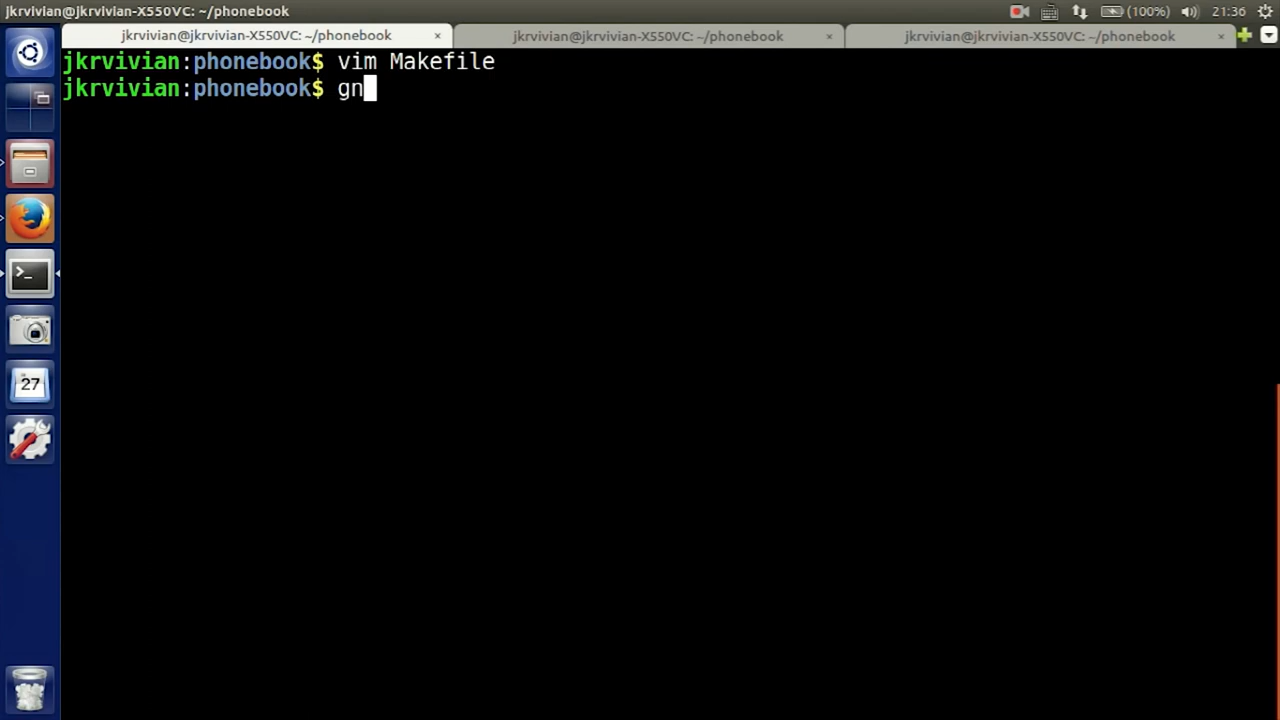 jkrvivian@jkrvivian-X550VC: ~/phonebook
(100%)
21:36
jkrvivian@jkrvivian-X550VC: ~/phonebook ×
jkrvivian@jkrvivian-X550VC: ~/phonebook ×
jkrvivian@jkrvivian-X550VC: ~/phonebook ×
jkrvivian:phonebook$ vim Makefile
jkrvivian:phonebook$ gn
>_
27